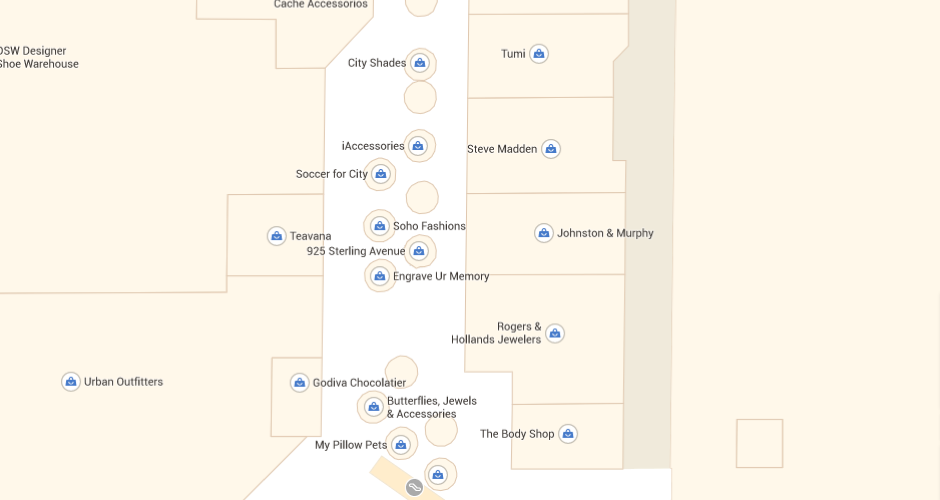 Cache Accessorios
DSW Designer
Shoe Warehouse
City Shades
Tumi
iAccessories
Steve Madden
Soccer for City
Soho Fashions
Teavana
Johnston & Murphy
925 Sterling Avenue
Engrave Ur Memory
Rogers &
Hollands Jewelers
Urban Outfitters
Godiva Chocolatier
Butterflies, Jewels
& Accessories
The Body Shop
My Pillow Pets